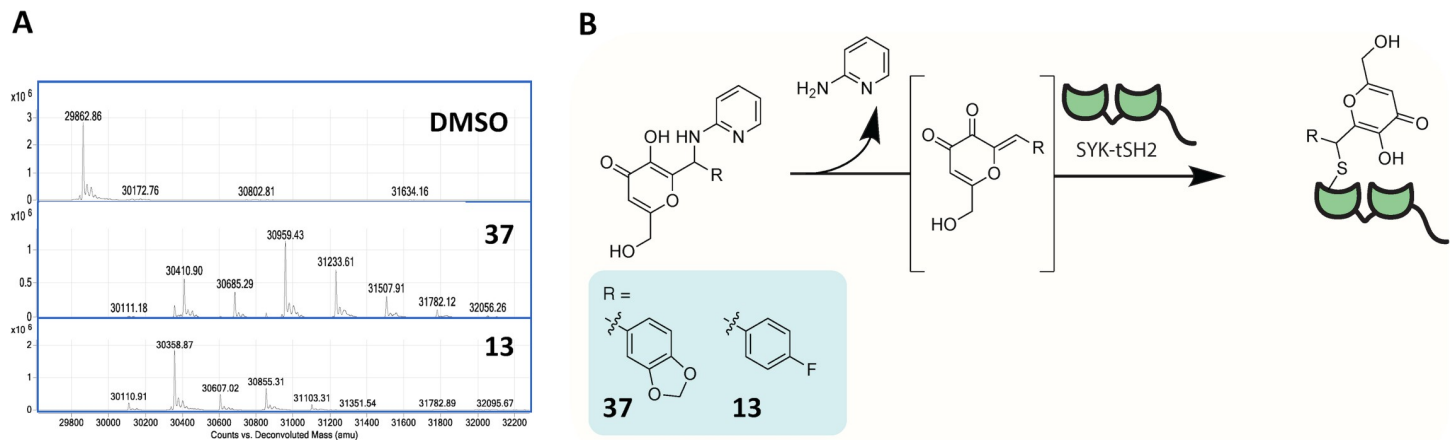 A
x10 6
3
2
1
0
29862.86
30172.76
30802.81
31634.16
DMSO
x10 6
1
0.5
0
30111.18
30410.90
30685.29
30959.43
31233.61
31507.91
31782.12
32056.26
37
x10 6
2
1
0
30110.91
30358.87
30607.02
30855.31
31103.31
31351.54
31782.89
32095.67
13
29800 30000 30200 30400 30600 30800 31000 31200 31400 31600 31800 32000 32200
Counts vs. Deconvoluted Mass (amu)
B
OH HN N
O
R
O
HO
H2N N
O
O
R
O
HO
SYK-tSH2
OH
O
R
O
OH
S
R =
O
O
F
37 13